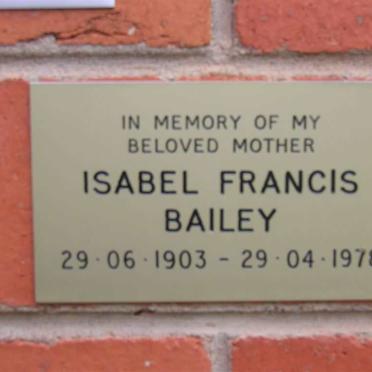 IN MEMORY OF MY
BELOVED MOTHER
ISABEL FRANCIS
BAILEY
29·06·1903 – 29·04·1978